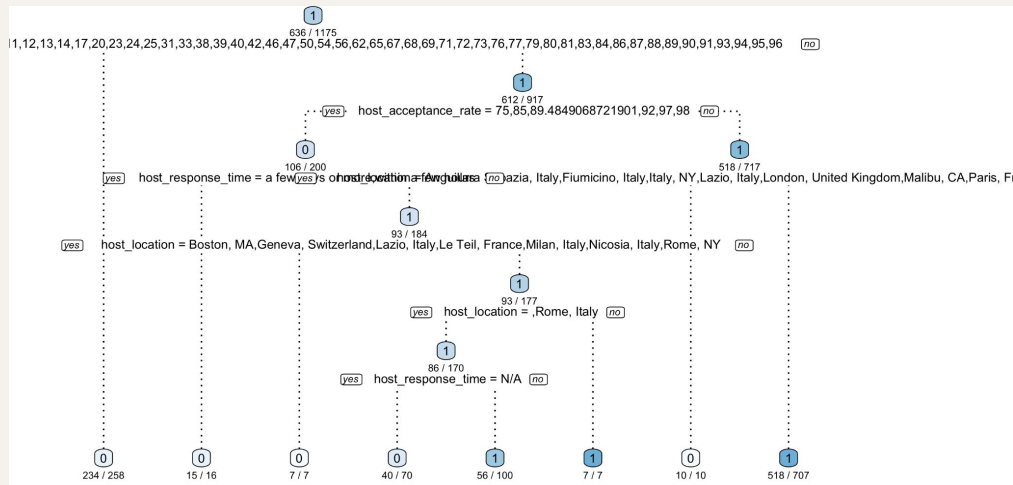 1
636 / 1175
11,12,13,14,17,20,23,24,25,31,33,38,39,40,42,46,47,50,54,56,62,65,67,68,69,71,72,73,76,77,79,80,81,83,84,86,87,88,89,90,91,93,94,95,96 no
1
612 / 917
yes host_acceptance_rate = 75,85,89.4849068721901,92,97,98 no
0 1
106 / 200 518 / 717
yes host_response_time = a few yes no Italy,Fiumicino, Italy,Italy, NY,Lazio, Italy,London, United Kingdom,Malibu, CA,Paris,
1
93 / 184
yes host_location = Boston, MA,Geneva, Switzerland,Lazio, Italy,Le Teil, France,Milan, Italy,Nicosia, Italy,Rome, NY no
1
93 / 177
yes host_location = ,Rome, Italy no
1
86 / 170
yes host_response_time = N/A no
0 0 0 0 1 1 0 1
234 / 258 15 / 16 7 / 7 40 / 70 56 / 100 7 / 7 10 / 10 518 / 707